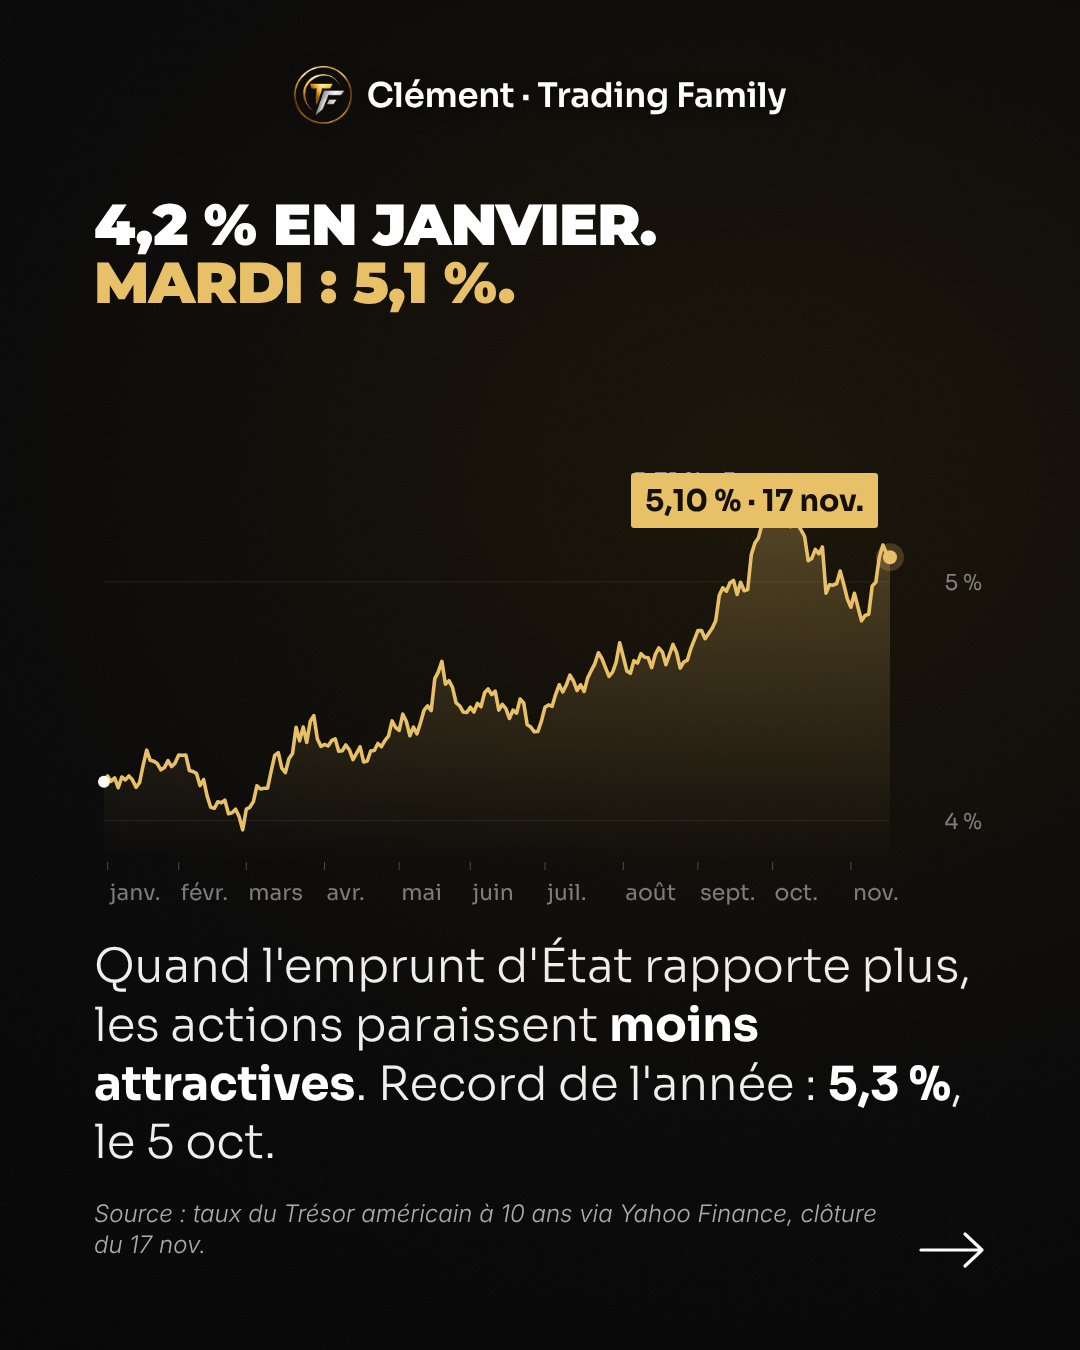 TF
Clément · Trading Family
4,2 % EN JANVIER.
MARDI : 5,1 %.
5,10 % · 17 nov.
5 %
4 %
janv. févr. mars avr. mai juin juil. août sept. oct. nov.
Quand l'emprunt d'État rapporte plus,
les actions paraissent moins
attractives. Record de l'année : 5,3 %,
le 5 oct.
Source : taux du Trésor américain à 10 ans via Yahoo Finance, clôture
du 17 nov.